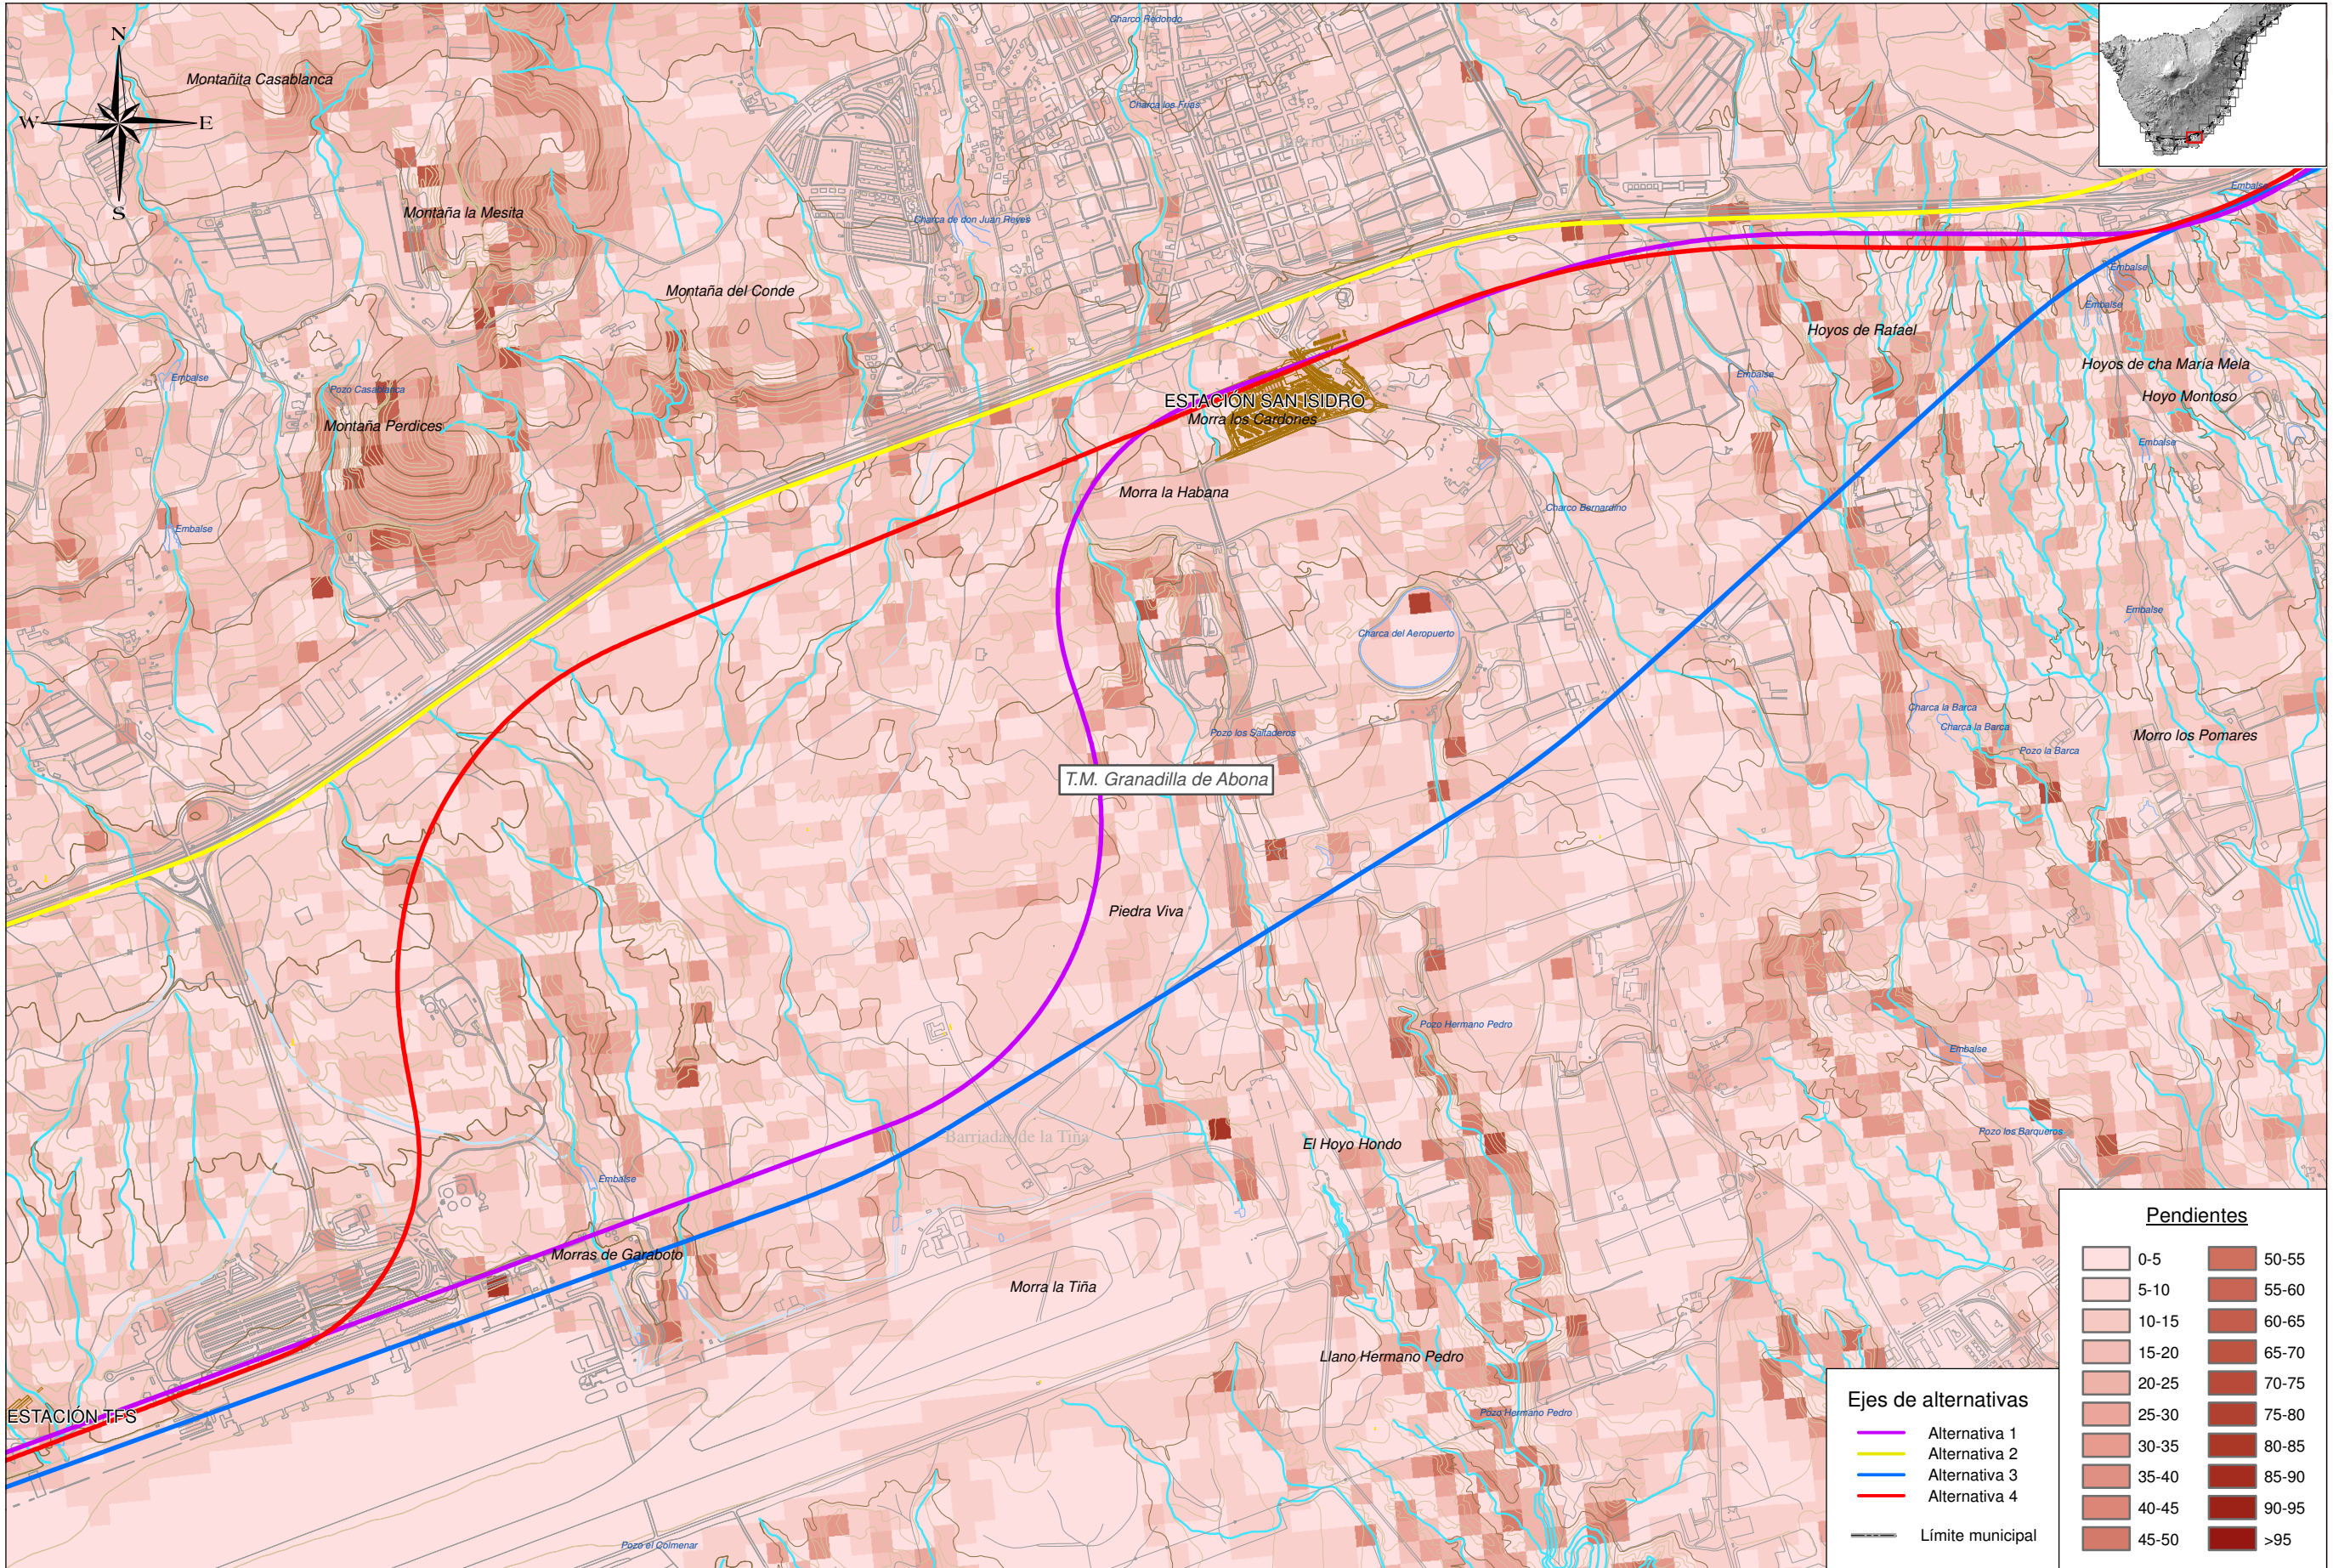 Charco Redondo
N
Montañita Casablanca
Charca los Frias
W
E
Barrio Chino
Embalse
S
Montaña la Mesita
Charca de don Juan Reyes
Embalse
Montaña del Conde
Embalse
Hoyos de Rafael
Hoyos de cha María Mela
Embalse
Embalse
Pozo Casablanca
Hoyo Montoso
ESTACIÓN SAN ISIDRO
Morra los Cardones
Montaña Perdices
Embalse
Morra la Habana
Charco Bernardino
Embalse
Embalse
Charca del Aeropuerto
Charca la Barca
Charca la Barca
Pozo los Saltaderos
Morro los Pomares
Pozo la Barca
T.M. Granadilla de Abona
Piedra Viva
Pozo Hermano Pedro
Embalse
Barriadas de la Tiña
El Hoyo Hondo
Pozo los Barqueros
Embalse
Morras de Garaboto
Morra la Tiña
Llano Hermano Pedro
Pozo Hermano Pedro
ESTACIÓN TFS
Pozo el Colmenar
Ejes de alternativas
Alternativa 1
Alternativa 2
Alternativa 3
Alternativa 4
Límite municipal
Pendientes
0-5
5-10
10-15
15-20
20-25
25-30
30-35
35-40
40-45
45-50
50-55
55-60
60-65
65-70
70-75
75-80
80-85
85-90
90-95
>95